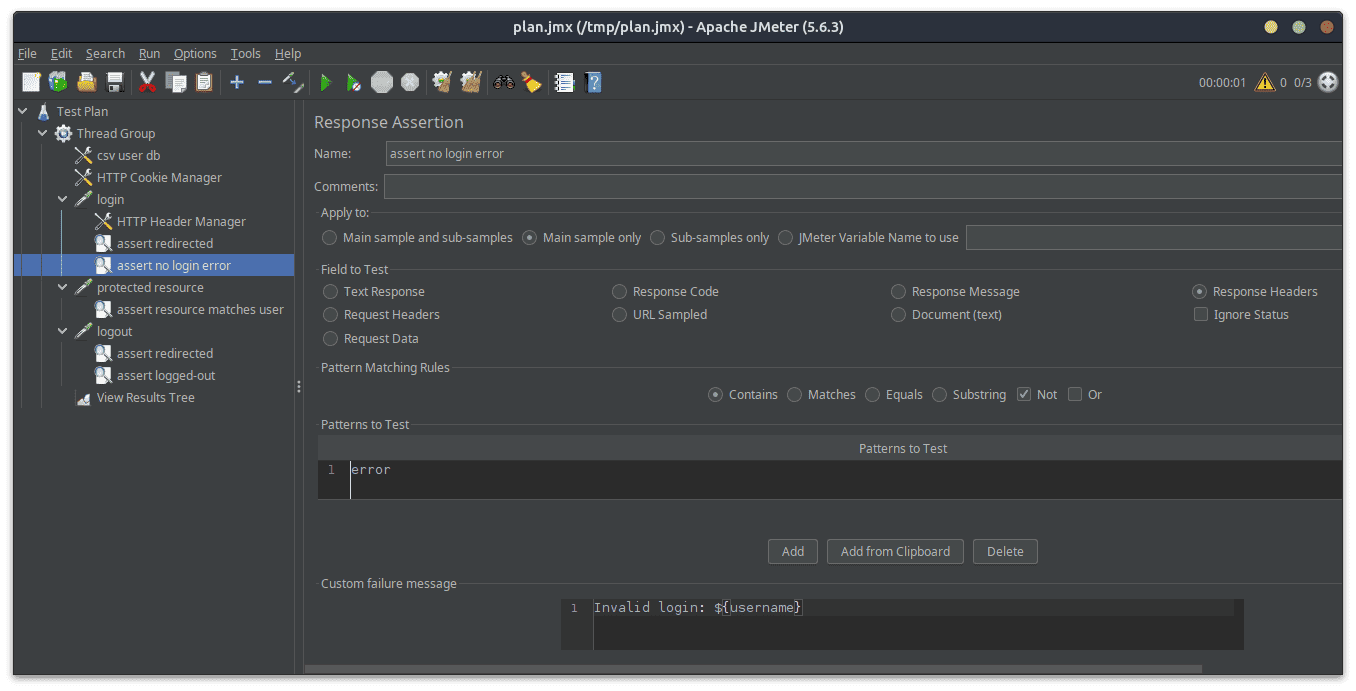 plan.jmx (/tmp/plan.jmx) - Apache JMeter (5.6.3)
File Edit Search Run Options Tools Help
00:00:01 0 0/3
Test Plan
Thread Group
csv user db
HTTP Cookie Manager
login
HTTP Header Manager
assert redirected
assert no login error
protected resource
assert resource matches user
logout
assert redirected
assert logged-out
View Results Tree
Response Assertion
Name: assert no login error
Comments:
Apply to:
Main sample and sub-samples Main sample only Sub-samples only JMeter Variable Name to use
Field to Test
Text Response Response Code Response Message Response Headers
Request Headers URL Sampled Document (text) Ignore Status
Request Data
Pattern Matching Rules
Contains Matches Equals Substring Not Or
Patterns to Test
Patterns to Test
1 error
Add Add from Clipboard Delete
Custom failure message
1 Invalid login: ${username}